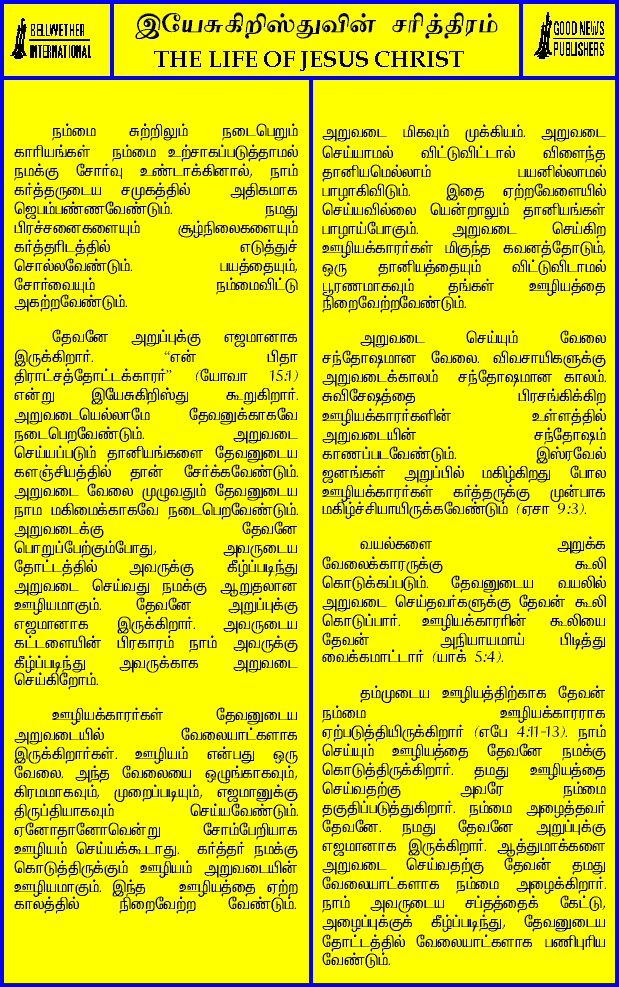 BELLWETHER
INTERNATIONAL
இயேசுகிறிஸ்துவின் சரித்திரம்
THE LIFE OF JESUS CHRIST
GOOD NEWS
PUBLISHERS
நம்மை சுற்றிலும் நடைபெறும்
காரியங்கள் நம்மை உற்சாகப்படுத்தாமல்
நமக்கு சோர்வு உண்டாக்கினால், நாம்
கர்த்தருடைய சமுகத்தில் அதிகமாக
ஜெபம்பண்ணவேண்டும். நமது
பிரச்சனைகளையும் சூழ்நிலைகளையும்
கர்த்தரிடத்தில் எடுத்துச்
சொல்லவேண்டும். பயத்தையும்,
சோர்வையும் நம்மைவிட்டு
அகற்றவேண்டும்.
தேவனே அறுப்புக்கு எஜமானாக
இருக்கிறார். “என் பிதா
திராட்சத்தோட்டக்காரர்” (யோவா 15:1)
என்று இயேசுகிறிஸ்து கூறுகிறார்.
அறுவடையெல்லாமே தேவனுக்காகவே
நடைபெறவேண்டும். அறுவடை
செய்யப்படும் தானியங்களை தேவனுடைய
களஞ்சியத்தில் தான் சேர்க்கவேண்டும்.
அறுவடை வேலை முழுவதும் தேவனுடைய
நாம மகிமைக்காகவே நடைபெறவேண்டும்.
அறுவடைக்கு தேவனே
பொறுப்பேற்கும்போது, அவருடைய
தோட்டத்தில் அவருக்கு கீழ்ப்படிந்து
அறுவடை செய்வது நமக்கு ஆறுதலான
ஊழியமாகும். தேவனே அறுப்புக்கு
எஜமானாக இருக்கிறார். அவருடைய
கட்டளையின் பிரகாரம் நாம் அவருக்கு
கீழ்ப்படிந்து அவருக்காக அறுவடை
செய்கிறோம்.
ஊழியக்காரர்கள் தேவனுடைய
அறுவடையில் வேலையாட்களாக
இருக்கிறார்கள். ஊழியம் என்பது ஒரு
வேலை. அந்த வேலையை ஒழுங்காகவும்,
கிரமமாகவும், முறைப்படியும், எஜமானுக்கு
திருப்தியாகவும் செய்யவேண்டும்.
ஏனோதானோவென்று சோம்பேறியாக
ஊழியம் செய்யக்கூடாது. கர்த்தர் நமக்கு
கொடுத்திருக்கும் ஊழியம் அறுவடையின்
ஊழியமாகும். இந்த ஊழியத்தை ஏற்ற
காலத்தில் நிறைவேற்ற வேண்டும்.
அறுவடை மிகவும் முக்கியம். அறுவடை
செய்யாமல் விட்டுவிட்டால் விளைந்த
தானியமெல்லாம் பயனில்லாமல்
பாழாகிவிடும். இதை ஏற்றவேளையில்
செய்யவில்லை யென்றாலும் தானியங்கள்
பாழாய்போகும். அறுவடை செய்கிற
ஊழியக்காரர்கள் மிகுந்த கவனத்தோடும்,
ஒரு தானியத்தையும் விட்டுவிடாமல்
பூரணமாகவும் தங்கள் ஊழியத்தை
நிறைவேற்றவேண்டும்.
அறுவடை செய்யும் வேலை
சந்தோஷமான வேலை. விவசாயிகளுக்கு
அறுவடைக்காலம் சந்தோஷமான காலம்.
சுவிசேஷத்தை பிரசங்கிக்கிற
ஊழியக்காரர்களின் உள்ளத்தில்
அறுவடையின் சந்தோஷம்
காணப்படவேண்டும். இஸ்ரவேல்
ஜனங்கள் அறுப்பில் மகிழ்கிறது போல
ஊழியக்காரர்கள் கர்த்தருக்கு முன்பாக
மகிழ்ச்சியாயிருக்கவேண்டும் (ஏசா 9:3).
வயல்களை அறுக்க
வேலைக்காரருக்கு கூலி
கொடுக்கப்படும். தேவனுடைய வயலில்
அறுவடை செய்தவர்களுக்கு தேவன் கூலி
கொடுப்பார். ஊழியக்காரரின் கூலியை
தேவன் அநியாயமாய் பிடித்து
வைக்கமாட்டார் (யாக் 5:4).
தம்முடைய ஊழியத்திற்காக தேவன்
நம்மை ஊழியக்காரராக
ஏற்படுத்தியிருக்கிறார் (எபே 4:11-13). நாம்
செய்யும் ஊழியத்தை தேவனே நமக்கு
கொடுத்திருக்கிறார். தமது ஊழியத்தை
செய்வதற்கு அவரே நம்மை
தகுதிப்படுத்துகிறார். நம்மை அழைத்தவர்
தேவனே. நமது தேவனே அறுப்புக்கு
எஜமானாக இருக்கிறார். ஆத்துமாக்களை
அறுவடை செய்வதற்கு தேவன் தமது
வேலையாட்களாக நம்மை அழைக்கிறார்.
நாம் அவருடைய சப்தத்தைக் கேட்டு,
அழைப்புக்குக் கீழ்ப்படிந்து, தேவனுடைய
தோட்டத்தில் வேலையாட்களாக பணிபுரிய
வேண்டும்.